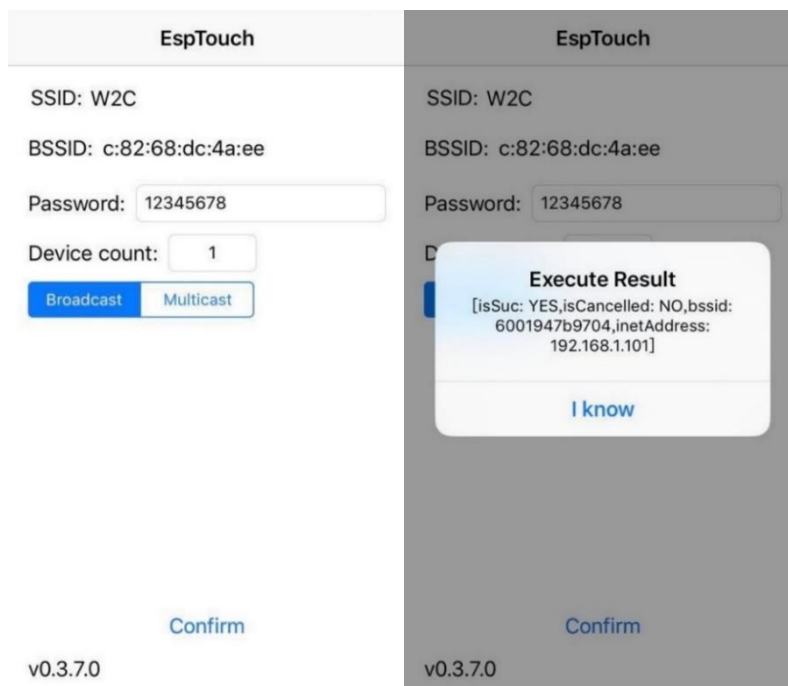 EspTouch
SSID: W2C
BSSID: c:82:68:dc:4a:ee
Password: 12345678
Device count: 1
Broadcast Multicast
Confirm
v0.3.7.0
EspTouch
SSID: W2C
BSSID: c:82:68:dc:4a:ee
Password: 12345678
D
Execute Result
[isSuc: YES,isCancelled: NO,bssid:
6001947b9704,inetAddress:
192.168.1.101]
I know
Confirm
v0.3.7.0